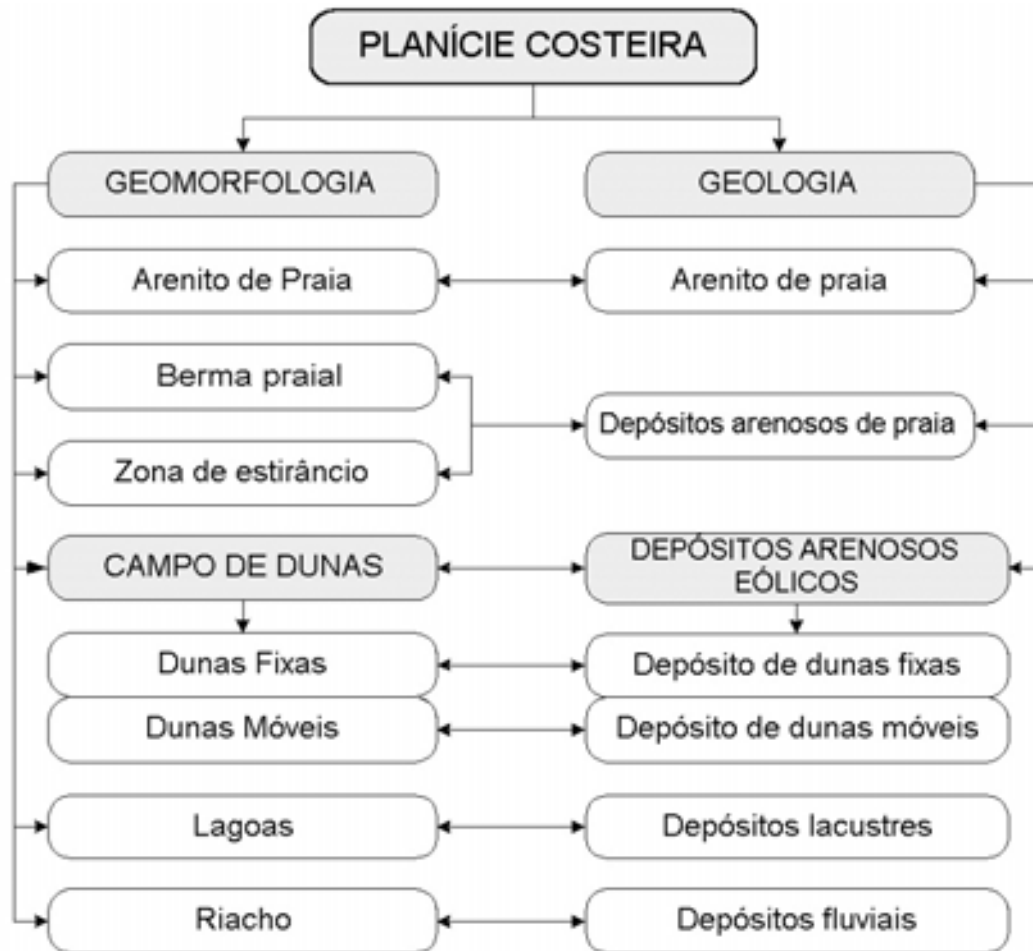 PLANÍCIE COSTEIRA
GEOMORFOLOGIA
GEOLOGIA
Arenito de Praia
Arenito de praia
Berma praial
Depósitos arenosos de praia
Zona de estirâncio
CAMPO DE DUNAS
DEPÓSITOS ARENOSOS
EÓLICOS
Dunas Fixas
Depósito de dunas fixas
Dunas Móveis
Depósito de dunas móveis
Lagoas
Depósitos lacustres
Riacho
Depósitos fluviais